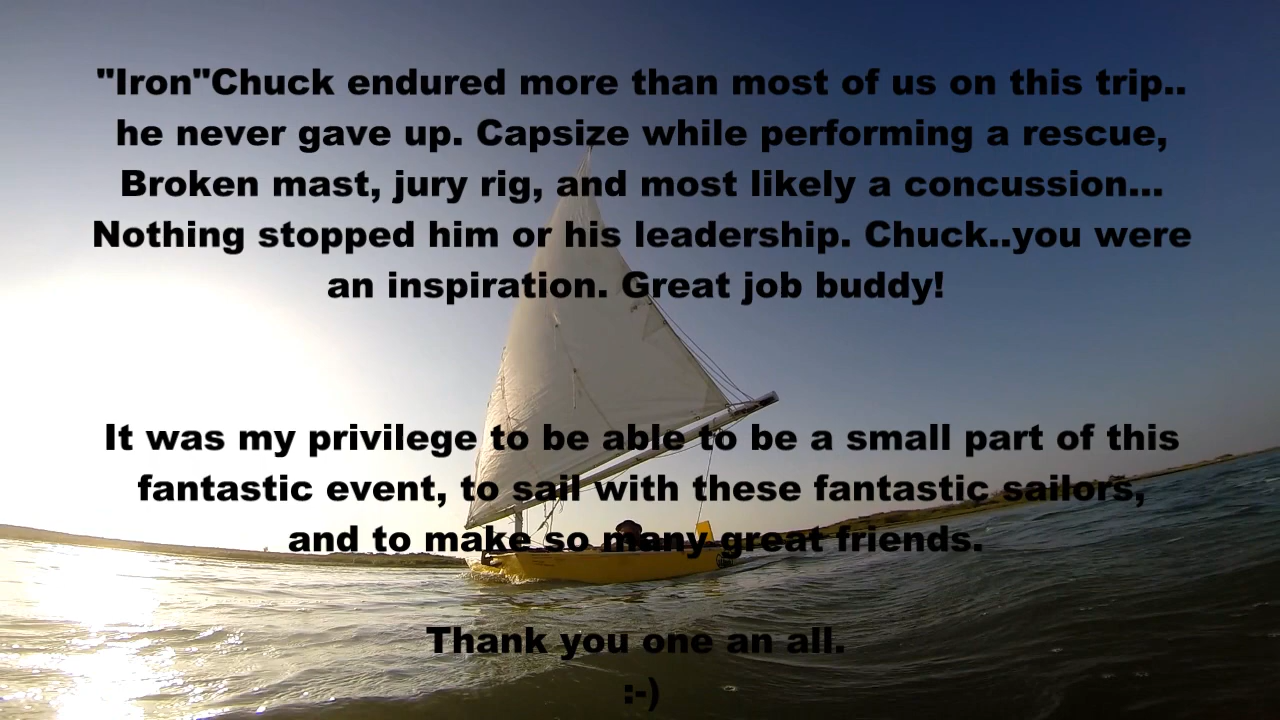 "Iron"Chuck endured more than most of us on this trip..
he never gave up. Capsize while performing a rescue,
Broken mast, jury rig, and most likely a concussion...
Nothing stopped him or his leadership. Chuck..you were
an inspiration. Great job buddy!
It was my privilege to be able to be a small part of this
fantastic event, to sail with these fantastic sailors,
and to make so many great friends.
Thank you one an all.
:-)